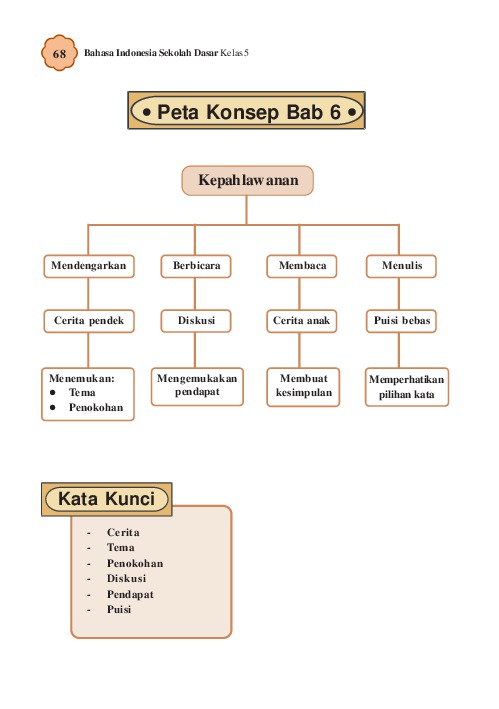 68 Bahasa Indonesia Sekolah Dasar Kelas 5
• Peta Konsep Bab 6 •
Kepahlawanan
Mendengarkan
Berbicara
Membaca
Menulis
Cerita pendek
Diskusi
Cerita anak
Puisi bebas
Menemukan:
● Tema
● Penokohan
Mengemukakan
pendapat
Membuat
kesimpulan
Memperhatikan
pilihan kata
Kata Kunci
- Cerita
- Tema
- Penokohan
- Diskusi
- Pendapat
- Puisi